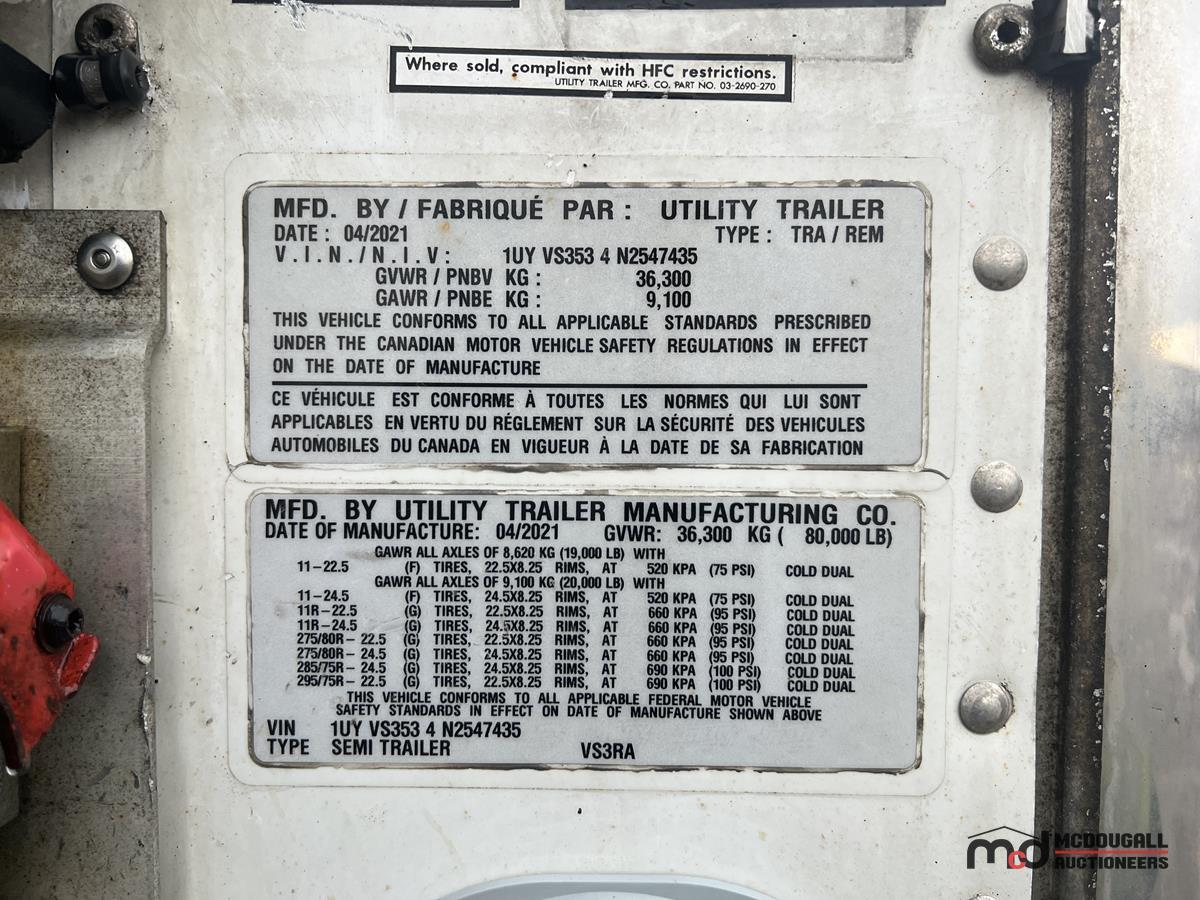 Where sold, compliant with HFC restrictions.
UTILITY TRAILER MFG. CO. PART NO. 03-2690-270
MFD. BY / FABRIQUÉ PAR : UTILITY TRAILER
DATE : 04/2021 TYPE : TRA / REM
V.I.N./N.I.V: 1UY VS353 4 N2547435
GVWR / PNBV KG : 36,300
GAWR / PNBE KG : 9,100
THIS VEHICLE CONFORMS TO ALL APPLICABLE STANDARDS PRESCRIBED
UNDER THE CANADIAN MOTOR VEHICLE SAFETY REGULATIONS IN EFFECT
ON THE DATE OF MANUFACTURE
CE VÉHICULE EST CONFORME À TOUTES LES NORMES QUI LUI SONT
APPLICABLES EN VERTU DU RÉGLEMENT SUR LA SÉCURITÉ DES VEHICULES
AUTOMOBILES DU CANADA EN VIGUEUR À LA DATE DE SA FABRICATION
MFD. BY UTILITY TRAILER MANUFACTURING CO.
DATE OF MANUFACTURE: 04/2021 GVWR: 36,300 KG ( 80,000 LB)
GAWR ALL AXLES OF 8,620 KG (19,000 LB) WITH
11-22.5 (F) TIRES, 22.5X8.25 RIMS, AT 520 KPA (75 PSI) COLD DUAL
GAWR ALL AXLES OF 9,100 KG (20,000 LB) WITH
11-24.5 (F) TIRES, 24.5X8.25 RIMS, AT 520 KPA (75 PSI) COLD DUAL
11R-22.5 (G) TIRES, 22.5X8.25 RIMS, AT 660 KPA (95 PSI) COLD DUAL
11R-24.5 (G) TIRES, 24.5X8.25 RIMS, AT 660 KPA (95 PSI) COLD DUAL
275/80R- 22.5 (G) TIRES, 22.5X8.25 RIMS, AT 660 KPA (95 PSI) COLD DUAL
275/80R- 24.5 (G) TIRES, 24.5X8.25 RIMS, AT 660 KPA (95 PSI) COLD DUAL
285/75R- 24.5 (G) TIRES, 24.5X8.25 RIMS, AT 690 KPA (100 PSI) COLD DUAL
295/75R- 22.5 (G) TIRES, 22.5X8.25 RIMS, AT 690 KPA (100 PSI) COLD DUAL
THIS VEHICLE CONFORMS TO ALL APPLICABLE FEDERAL MOTOR VEHICLE
SAFETY STANDARDS IN EFFECT ON DATE OF MANUFACTURE SHOWN ABOVE
VIN 1UY VS353 4 N2547435
TYPE SEMI TRAILER VS3RA
mcd MCDOUGALL
AUCTIONEERS